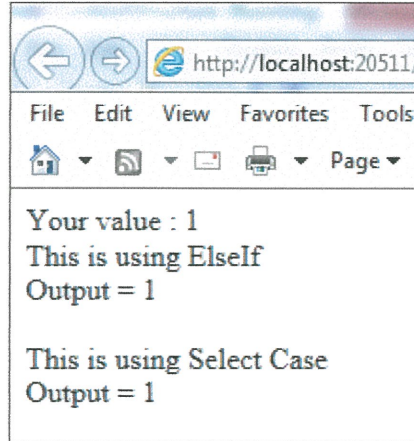 http://localhost:20511/
File Edit View Favorites Tools
Page
Your value : 1
This is using ElseIf
Output = 1
This is using Select Case
Output = 1